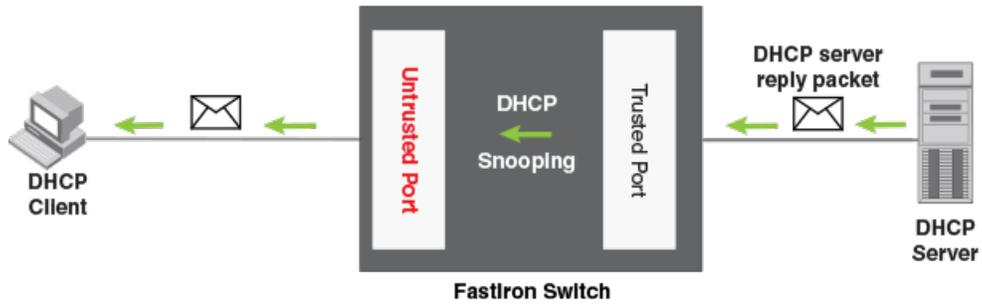 DHCP server
reply packet
Untrusted Port
DHCP
Snooping
Trusted Port
DHCP
Client
DHCP
Server
FastIron Switch